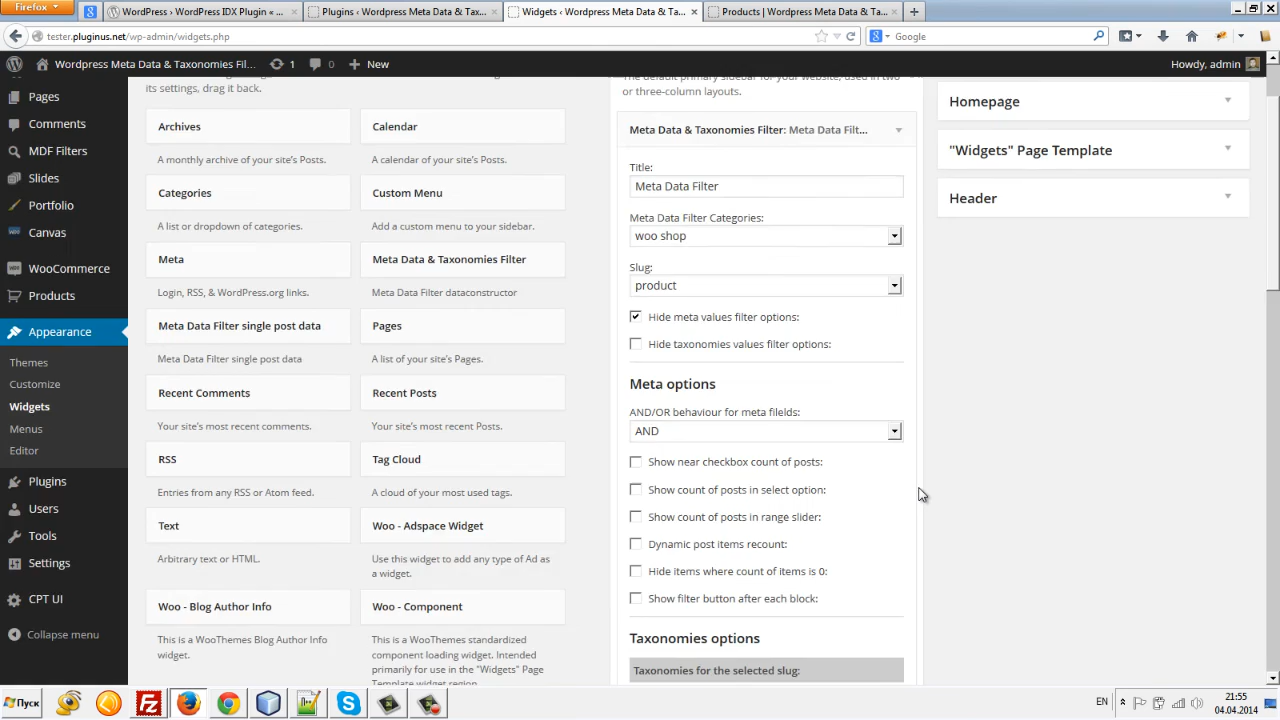 Firefox
WordPress › WordPress IDX Plugin « ...
Plugins ‹ Wordpress Meta Data & Tax...
Widgets ‹ Wordpress Meta Data & Ta...
Products | Wordpress Meta Data & Ta...
tester.pluginus.net/wp-admin/widgets.php
Google
Wordpress Meta Data & Taxonomies Fil...
1
0
New
Howdy, admin
Pages
Comments
MDF Filters
Slides
Portfolio
Canvas
WooCommerce
Products
Appearance
Themes
Customize
Widgets
Menus
Editor
Plugins
Users
Tools
Settings
CPT UI
Collapse menu
its settings, drag it back.
Archives
A monthly archive of your site's Posts.
Calendar
A calendar of your site's Posts.
Categories
A list or dropdown of categories.
Custom Menu
Add a custom menu to your sidebar.
Meta
Login, RSS, & WordPress.org links.
Meta Data & Taxonomies Filter
Meta Data Filter dataconstructor
Meta Data Filter single post data
Meta Data Filter single post data
Pages
A list of your site's Pages.
Recent Comments
Your site's most recent comments.
Recent Posts
Your site's most recent Posts.
RSS
Entries from any RSS or Atom feed.
Tag Cloud
A cloud of your most used tags.
Text
Arbitrary text or HTML.
Woo - Adspace Widget
Use this widget to add any type of Ad as
a widget.
Woo - Blog Author Info
This is a WooThemes Blog Author Info
widget.
Woo - Component
This is a WooThemes standardized
component loading widget. Intended
primarily for use in the "Widgets" Page
Template widget region.
The default primary sidebar for your website, used in two
or three-column layouts.
Meta Data & Taxonomies Filter: Meta Data Filt...
Title:
Meta Data Filter
Meta Data Filter Categories:
woo shop
Slug:
product
Hide meta values filter options:
Hide taxonomies values filter options:
Meta options
AND/OR behaviour for meta filelds:
AND
Show near checkbox count of posts:
Show count of posts in select option:
Show count of posts in range slider:
Dynamic post items recount:
Hide items where count of items is 0:
Show filter button after each block:
Taxonomies options
Taxonomies for the selected slug:
Homepage
"Widgets" Page Template
Header
Пуск
EN
21:55
04.04.2014